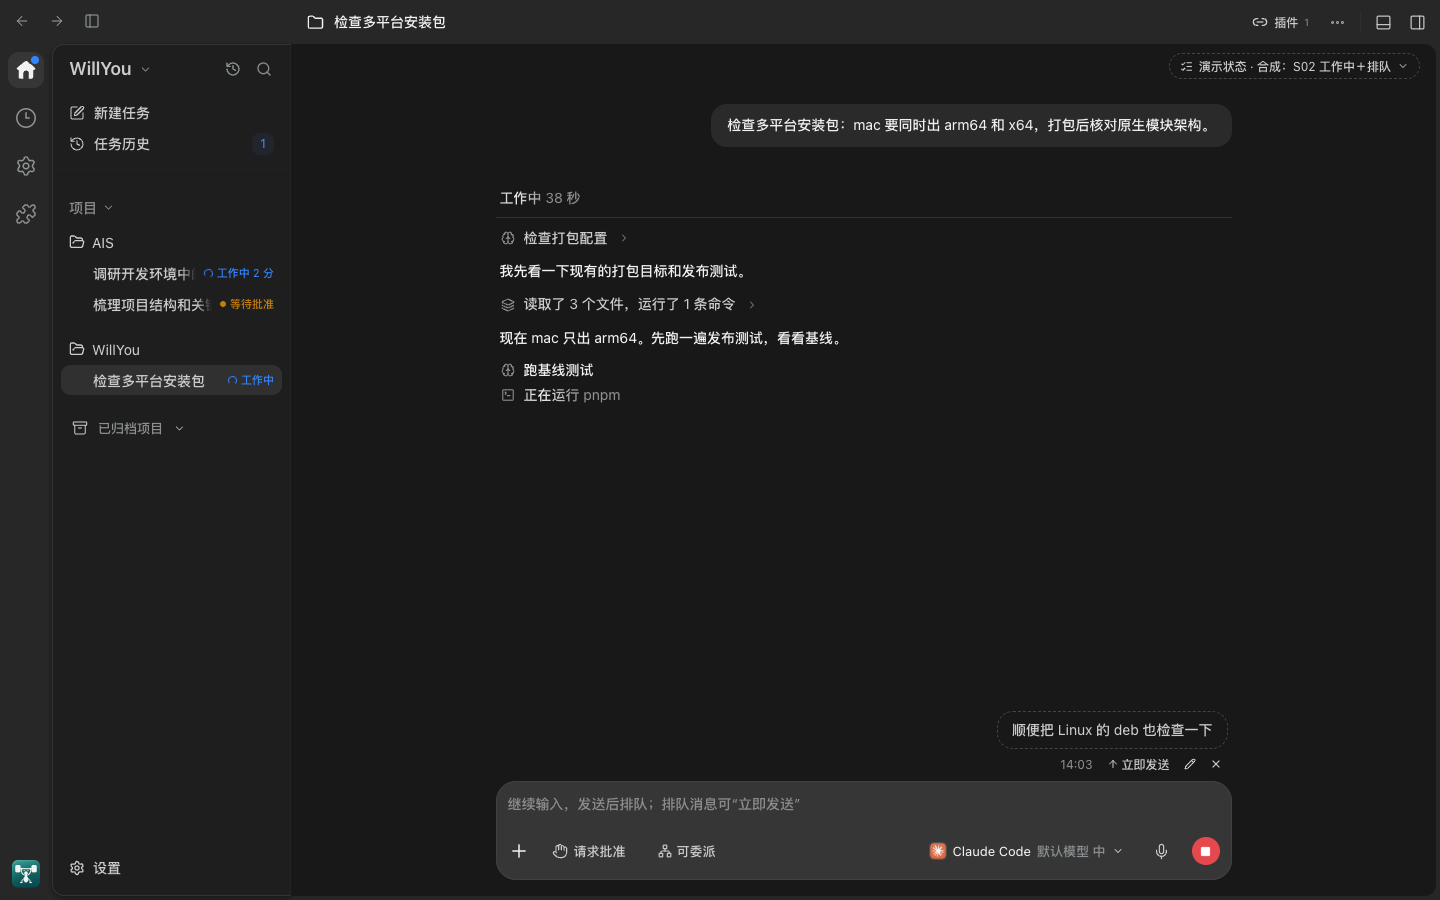 检查多平台安装包
插件 1
WillYou
新建任务
任务历史 1
项目
AIS
调研开发环境中 工作中 2 分
梳理项目结构和关 等待批准
WillYou
检查多平台安装包 工作中
已归档项目
设置
演示状态 · 合成：S02 工作中＋排队
检查多平台安装包：mac 要同时出 arm64 和 x64，打包后核对原生模块架构。
工作中 38 秒
检查打包配置
我先看一下现有的打包目标和发布测试。
读取了 3 个文件，运行了 1 条命令
现在 mac 只出 arm64。先跑一遍发布测试，看看基线。
跑基线测试
正在运行 pnpm
顺便把 Linux 的 deb 也检查一下
14:03 立即发送
继续输入，发送后排队；排队消息可“立即发送”
请求批准 可委派 Claude Code 默认模型 中